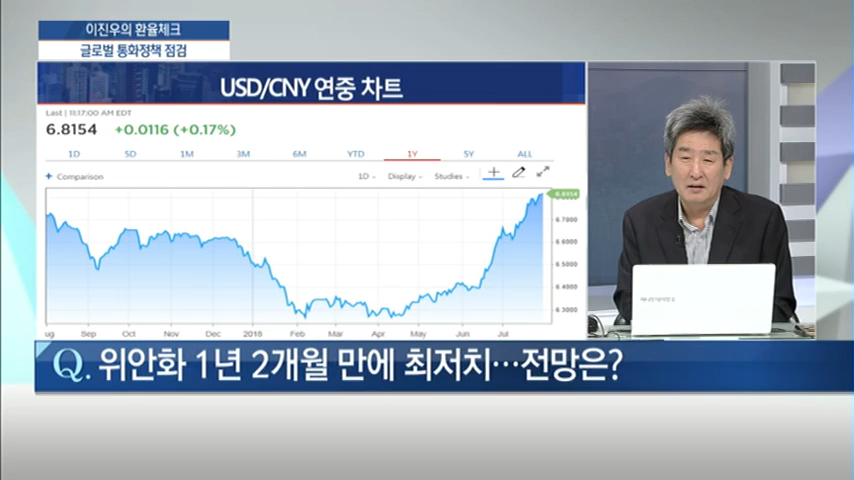 이진우의 환율체크
글로벌 통화정책 점검
USD/CNY 연중 차트
Last | 11:17:00 AM EDT
6.8154 +0.0116 (+0.17%)
1D 5D 1M 3M 6M YTD 1Y 5Y ALL
Comparison 1D Display Studies
6.8154
6.7000
6.6000
6.5000
6.4000
6.3000
ug Sep Oct Nov Dec 2018 Feb Mar Apr May Jun Jul
Q. 위안화 1년 2개월 만에 최저치…전망은?